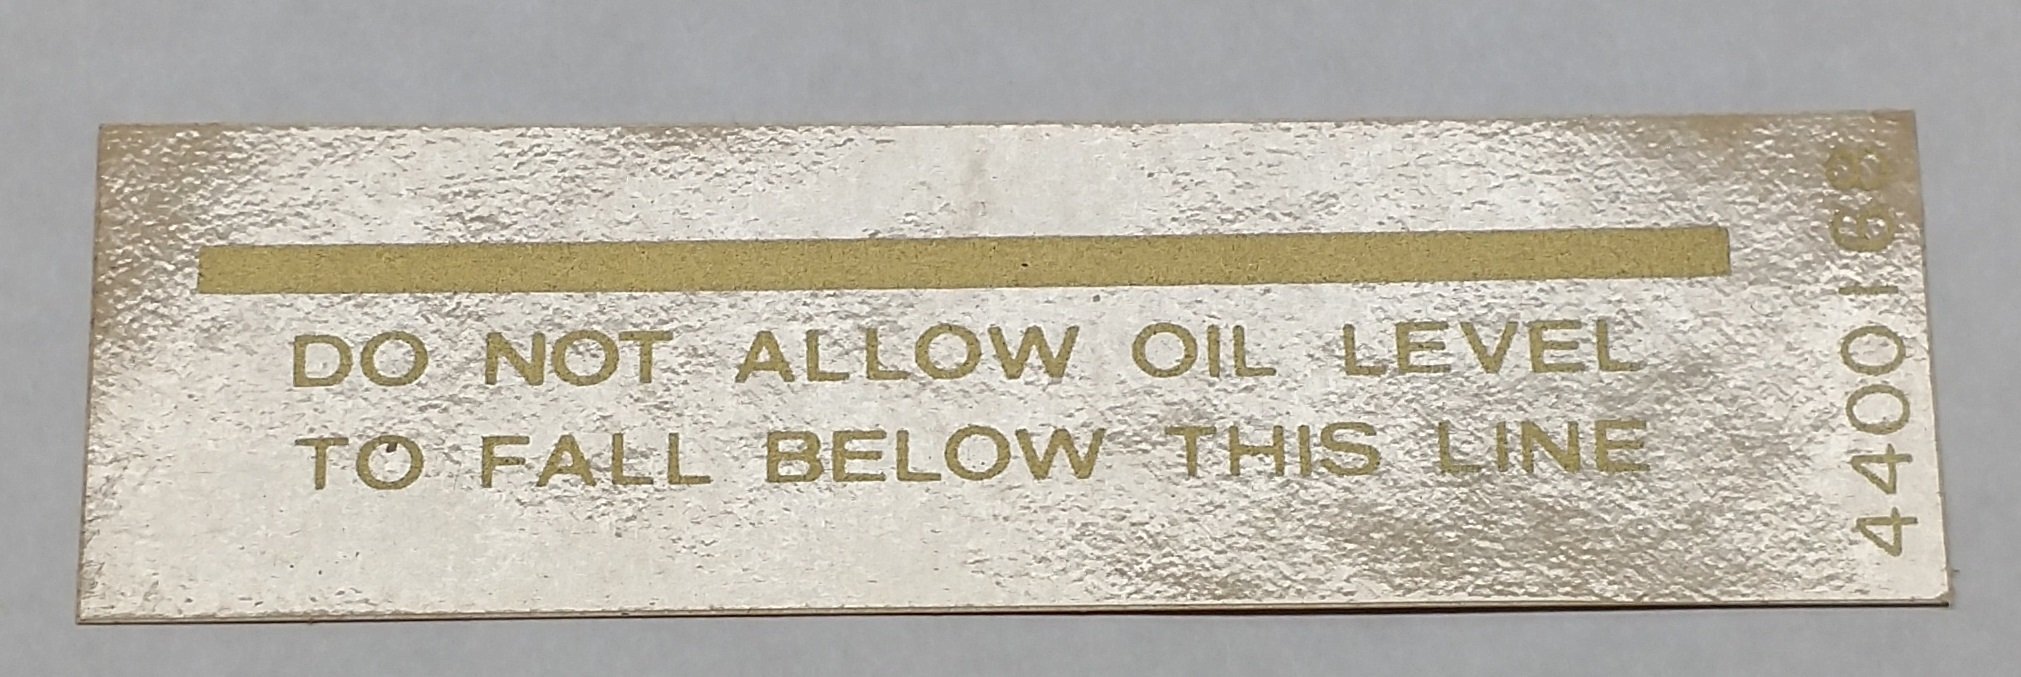 DO NOT ALLOW OIL LEVEL
TO FALL BELOW THIS LINE
4400168